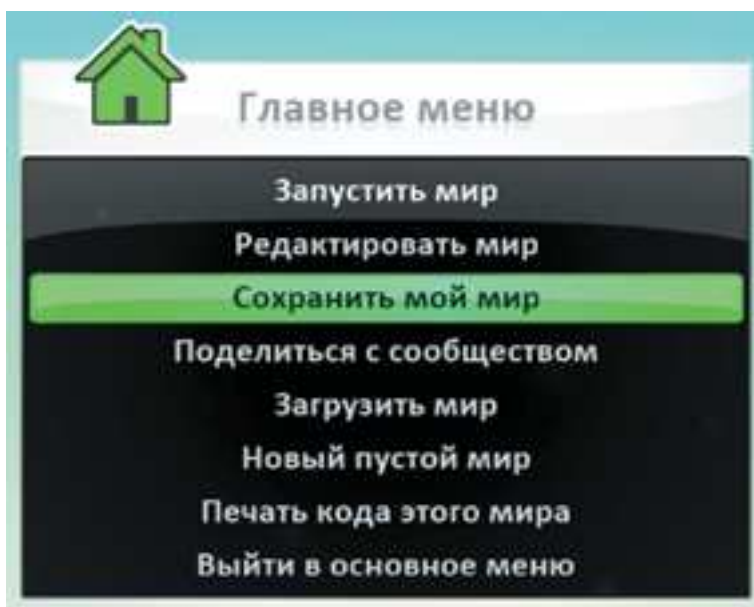 Главное меню
Запустить мир
Редактировать мир
Сохранить мой мир
Поделиться с сообществом
Загрузить мир
Новый пустой мир
Печать кода этого мира
Выйти в основное меню